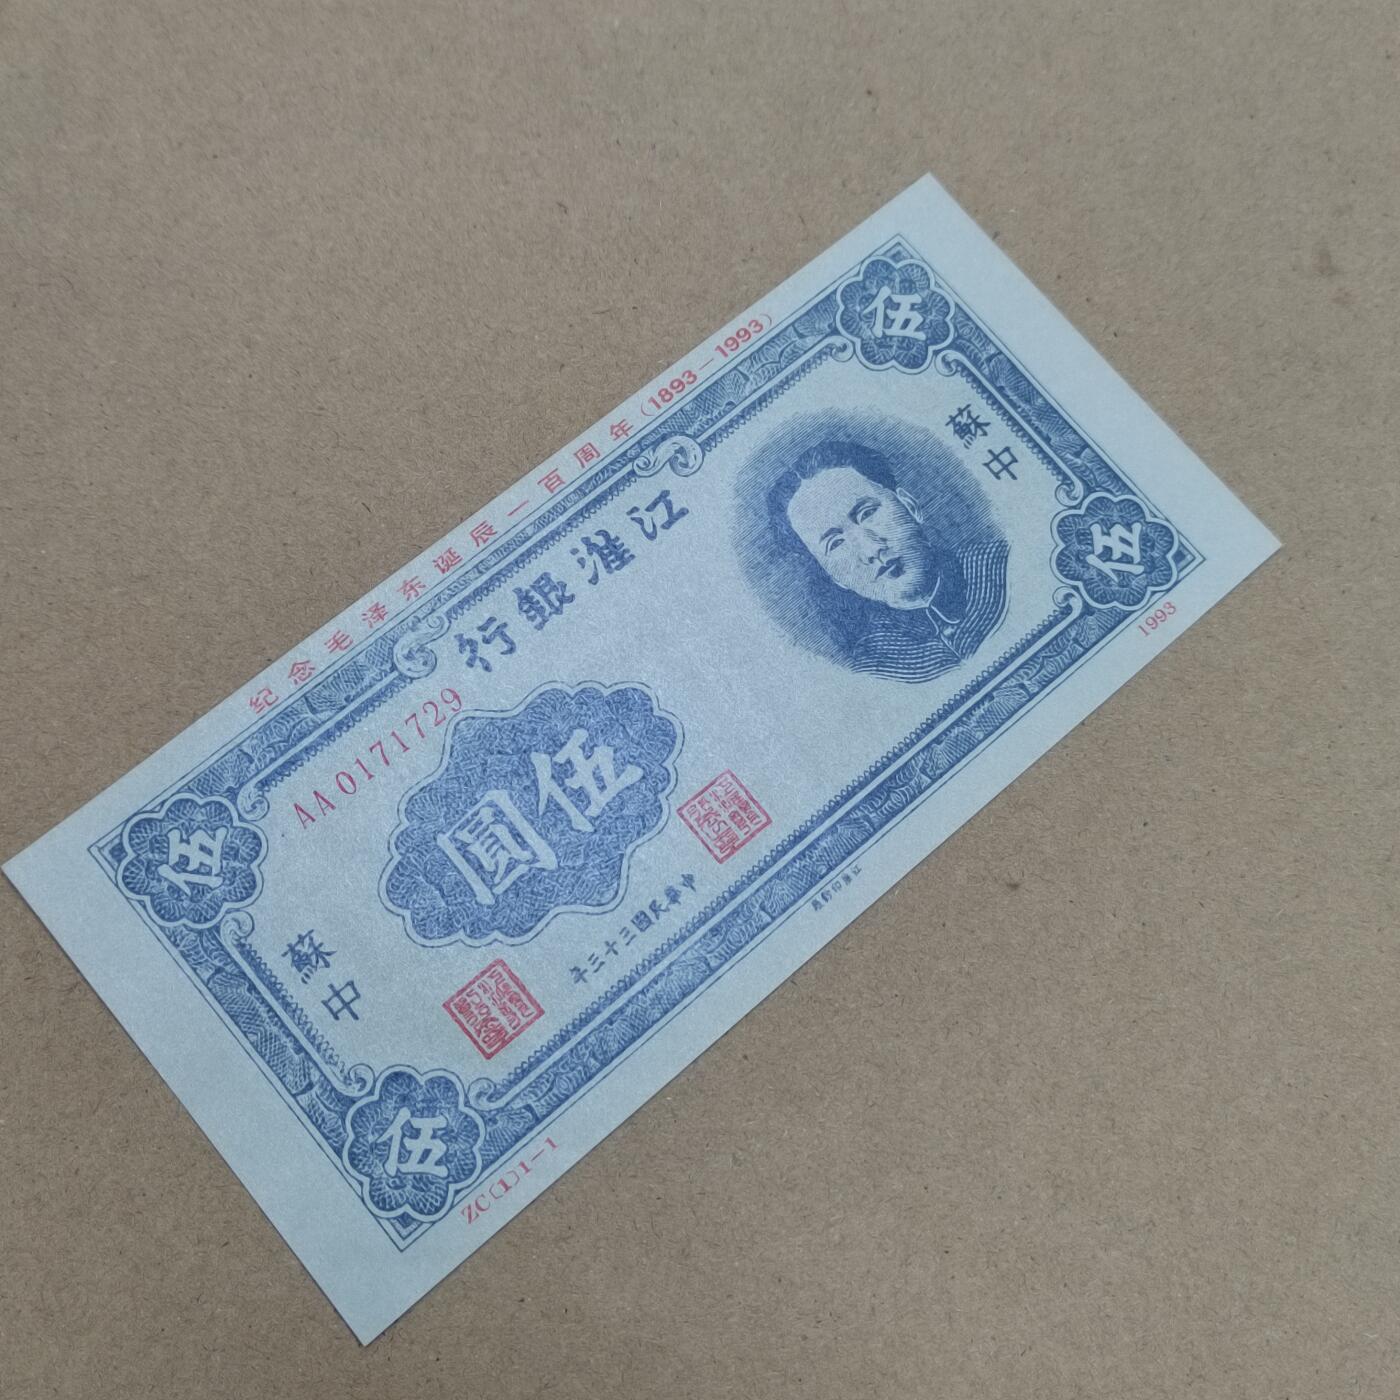 纪念毛泽东诞辰一百周年（1893－1993）
伍
伍
江淮銀行
蘇中
AA 0171729
伍圓
蘇中
中華民國三十三年
伍
伍
ZC(1)1-1
1993